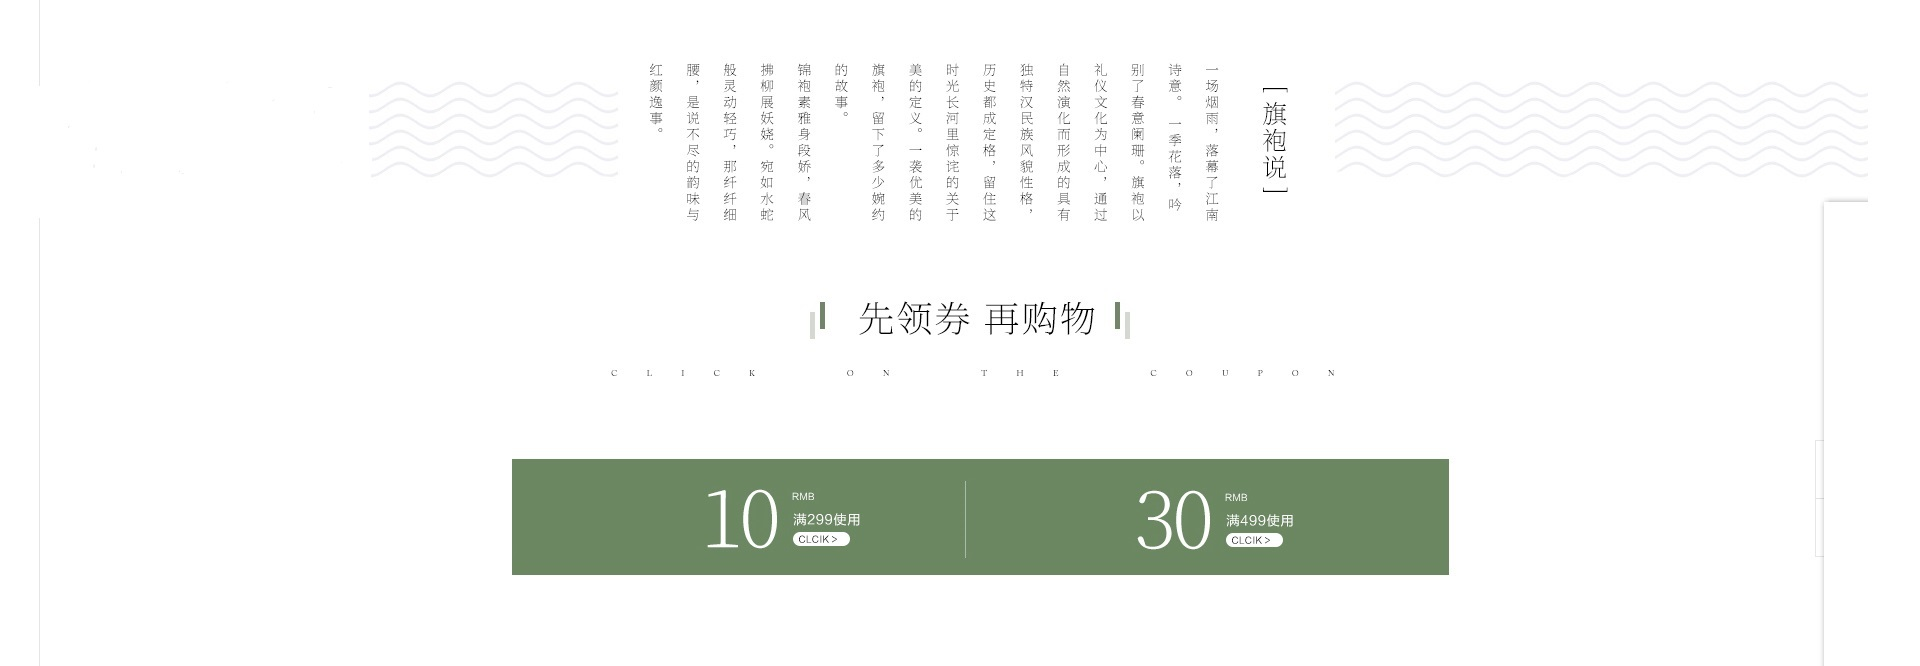 [旗袍说]
一场烟雨，落幕了江南
诗意。一季花落，吟
别了春意阑珊。旗袍以
礼仪文化为中心，通过
自然演化而形成的具有
独特汉民族风貌性格，
历史都成定格，留住这
时光长河里惊诧的关于
美的定义。一袭优美的
旗袍，留下了多少婉约
的故事。
锦袍素雅身段娇，春风
拂柳展妖娆。宛如水蛇
般灵动轻巧，那纤纤细
腰，是说不尽的韵味与
红颜逸事。
先领券 再购物
CLICK ON THE COUPON
10
RMB
满299使用
CLCIK >
30
RMB
满499使用
CLCIK >